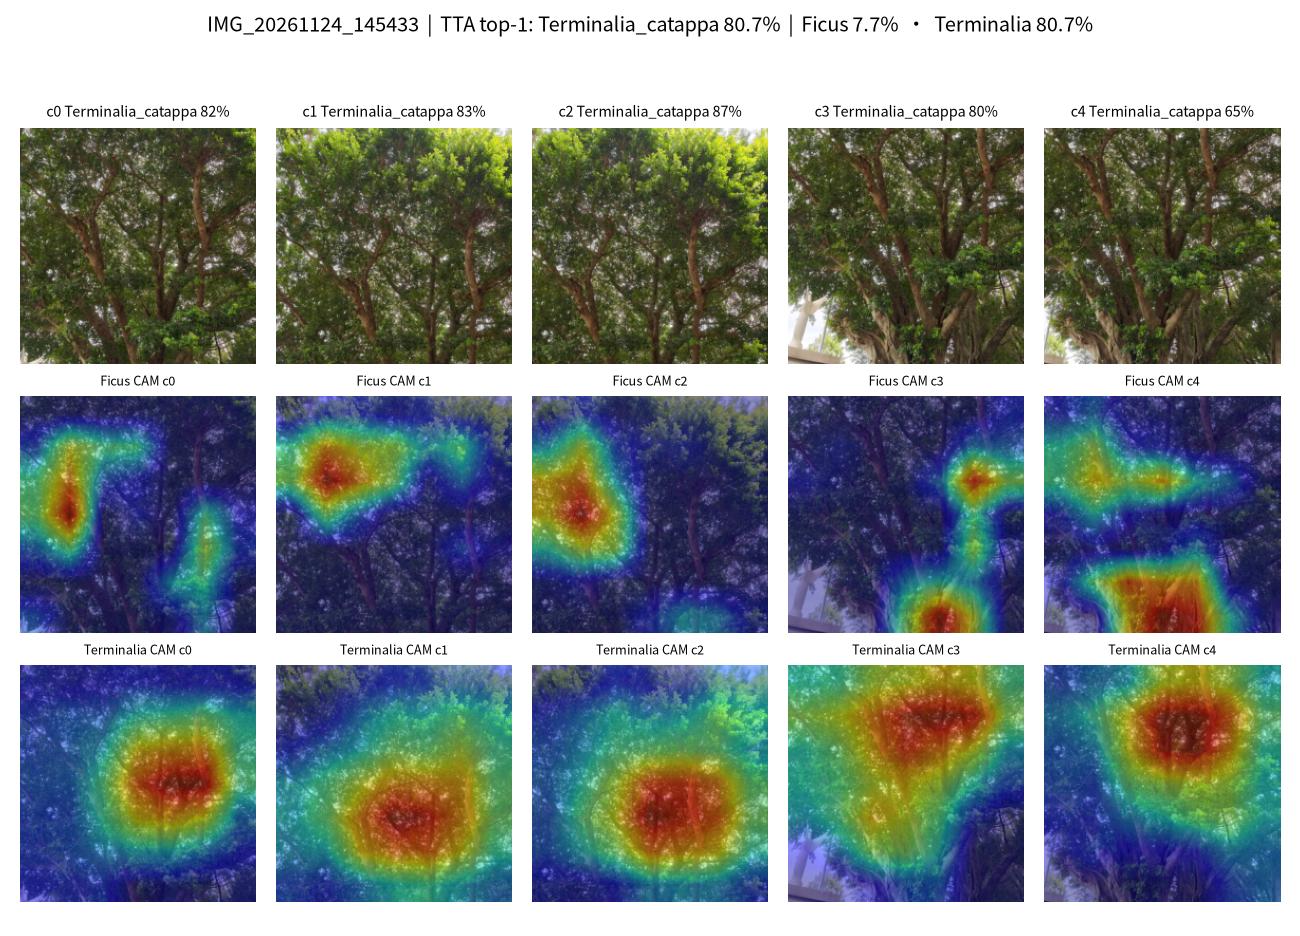 IMG_20261124_145433 | TTA top-1: Terminalia_catappa 80.7% | Ficus 7.7% · Terminalia 80.7%
c0 Terminalia_catappa 82%
c1 Terminalia_catappa 83%
c2 Terminalia_catappa 87%
c3 Terminalia_catappa 80%
c4 Terminalia_catappa 65%
Ficus CAM c0
Ficus CAM c1
Ficus CAM c2
Ficus CAM c3
Ficus CAM c4
Terminalia CAM c0
Terminalia CAM c1
Terminalia CAM c2
Terminalia CAM c3
Terminalia CAM c4